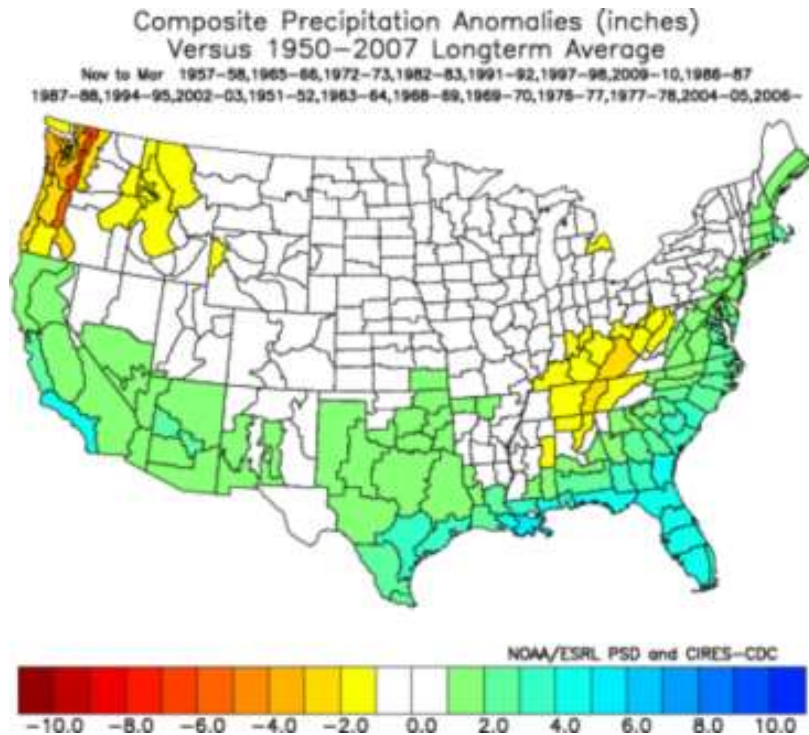 Composite Precipitation Anomalies (inches)
Versus 1950-2007 Longterm Average
Nov to Mar 1957-58,1965-66,1972-73,1982-83,1991-92,1997-98,2009-10,1986-87
1987-88,1994-95,2002-03,1951-52,1963-64,1968-69,1969-70,1976-77,1977-78,2004-05,2006-
NOAA/ESRL PSD and CIRES-CDC
-10.0 -8.0 -6.0 -4.0 -2.0 0.0 2.0 4.0 6.0 8.0 10.0